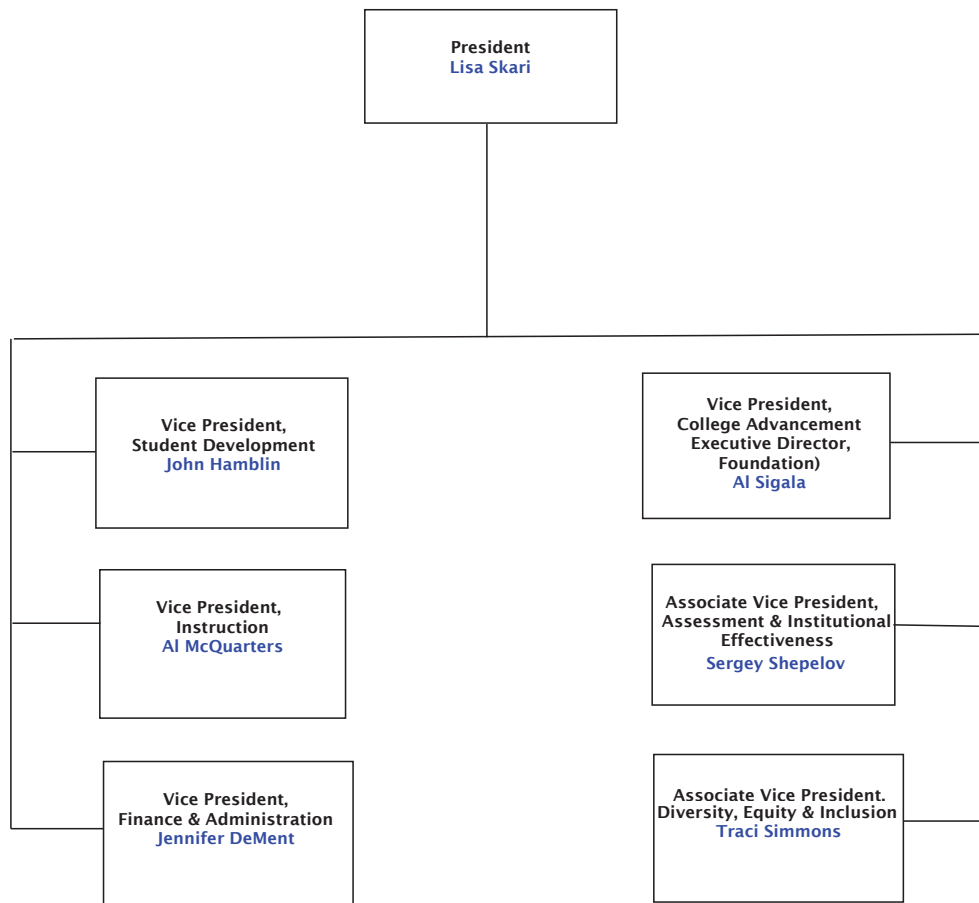 President
Lisa Skari
Vice President,
Student Development
John Hamblin
Vice President,
College Advancement
Executive Director,
Foundation)
Al Sigala
Vice President,
Instruction
Al McQuarters
Associate Vice President,
Assessment & Institutional
Effectiveness
Sergey Shepelov
Vice President,
Finance & Administration
Jennifer DeMent
Associate Vice President.
Diversity, Equity & Inclusion
Traci Simmons